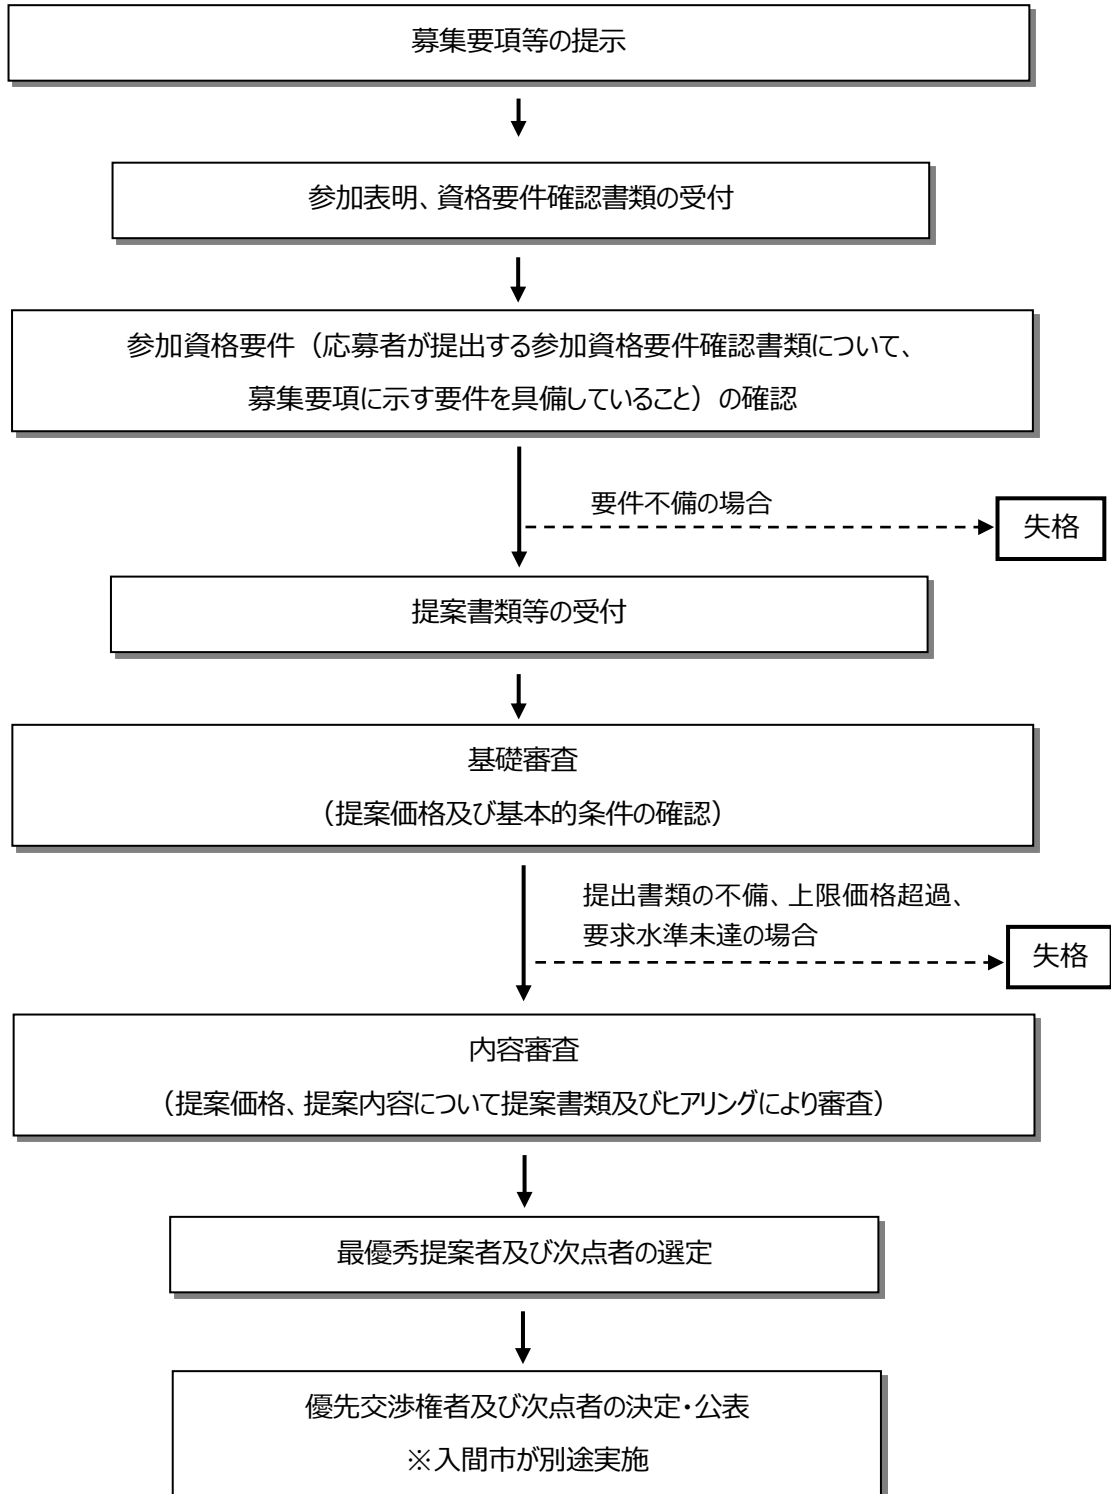 募集要項等の提示
参加表明、資格要件確認書類の受付
参加資格要件（応募者が提出する参加資格要件確認書類について、
募集要項に示す要件を具備していること）の確認
要件不備の場合
失格
提案書類等の受付
基礎審査
（提案価格及び基本的条件の確認）
提出書類の不備、上限価格超過、
要求水準未達の場合
失格
内容審査
（提案価格、提案内容について提案書類及びヒアリングにより審査）
最優秀提案者及び次点者の選定
優先交渉権者及び次点者の決定・公表
※入間市が別途実施